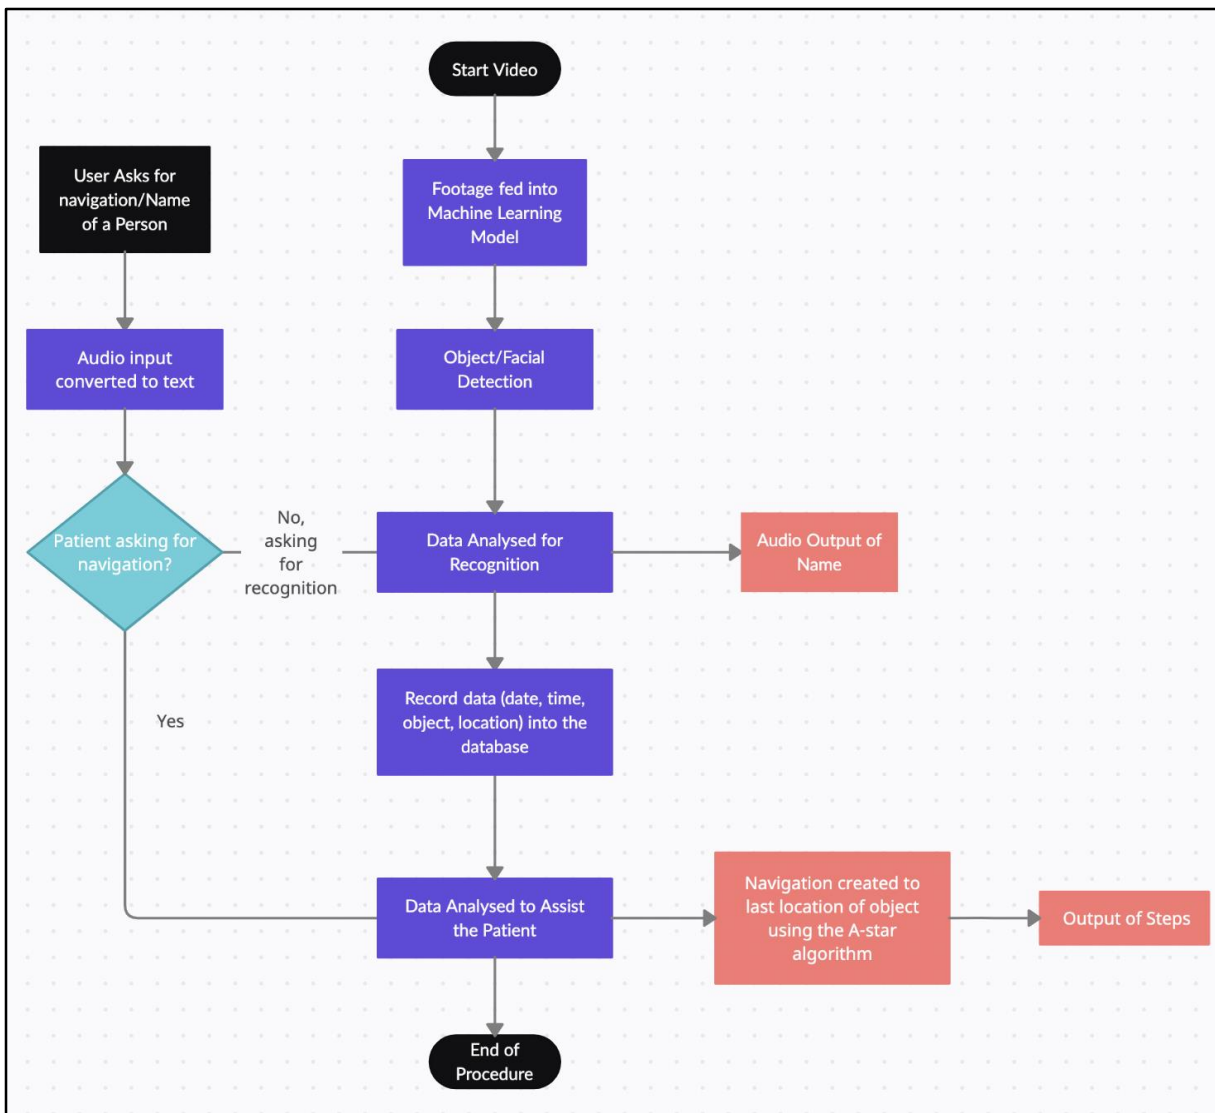 Start Video
User Asks for
navigation/Name
of a Person
Footage fed into
Machine Learning
Model
Audio input
converted to text
Object/Facial
Detection
Patient asking for
navigation?
No,
asking
for
recognition
Data Analysed for
Recognition
Audio Output of
Name
Yes
Record data (date, time,
object, location) into the
database
Data Analysed to Assist
the Patient
Navigation created to
last location of object
using the A-star
algorithm
Output of Steps
End of
Procedure